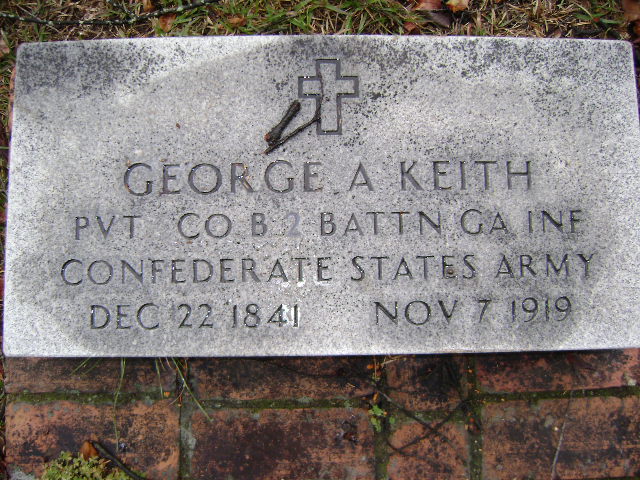 GEORGE A KEITH
PVT CO B 2 BATTN GA INF
CONFEDERATE STATES ARMY
DEC 22 1841 NOV 7 1919